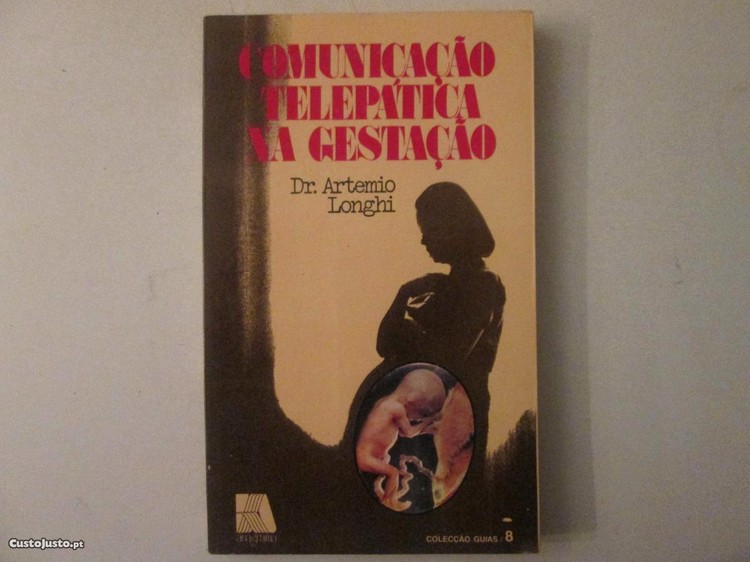 COMUNICAÇÃO
TELEPÁTICA
NA GESTAÇÃO
Dr. Artemio
Longhi
COLECÇÃO GUIAS / 8
CustoJusto.pt